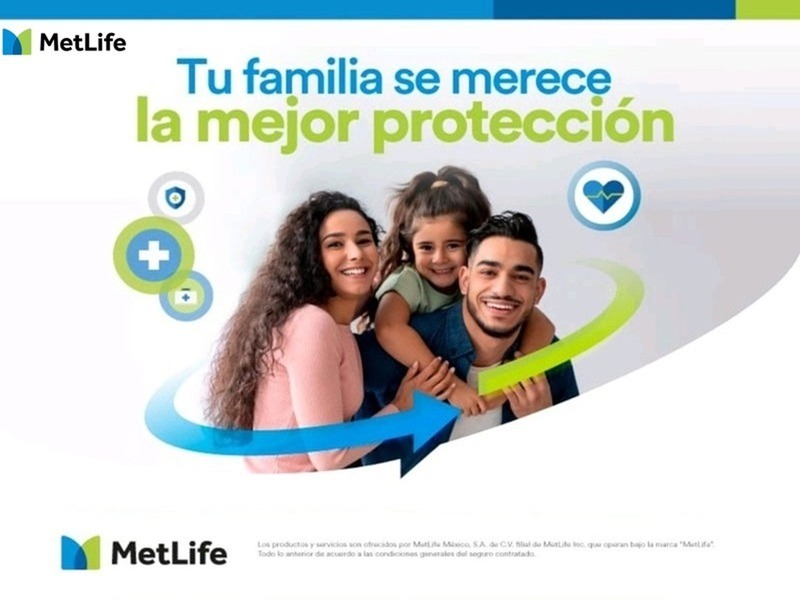 MetLife
Tu familia se merece
la mejor protección
MetLife
Los productos y servicios son ofrecidos por MetLife México, S.A. de C.V. filial de MetLife Inc. que operan bajo la marca "MetLife".
Todo lo anterior de acuerdo a las condiciones generales del seguro contratado.